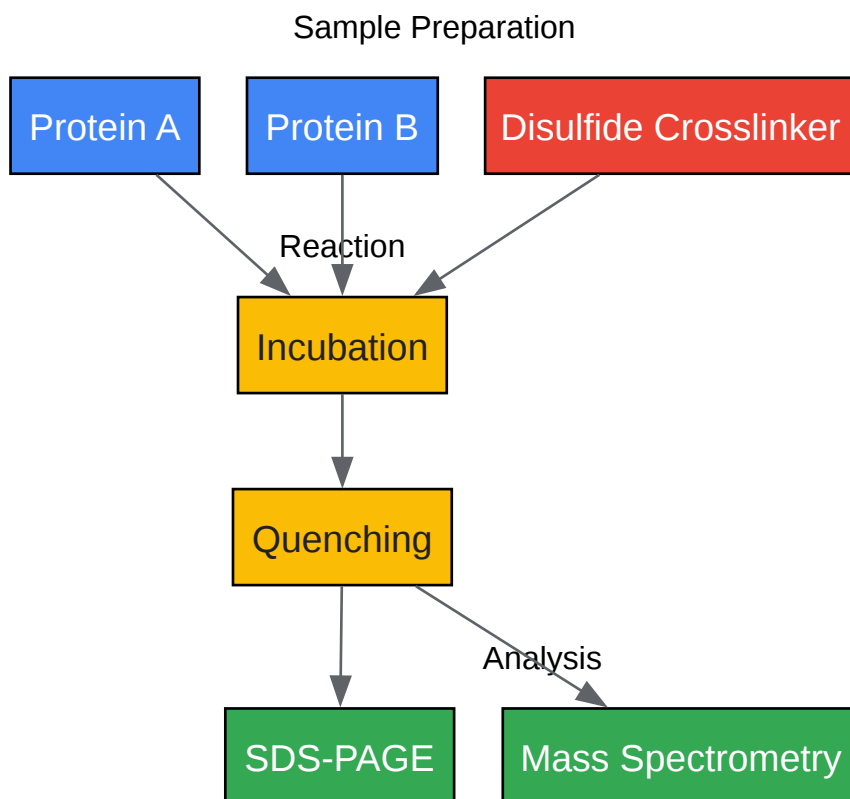 Sample Preparation
Protein A
Protein B
Disulfide Crosslinker
Reaction
Incubation
Quenching
Analysis
SDS-PAGE
Mass Spectrometry